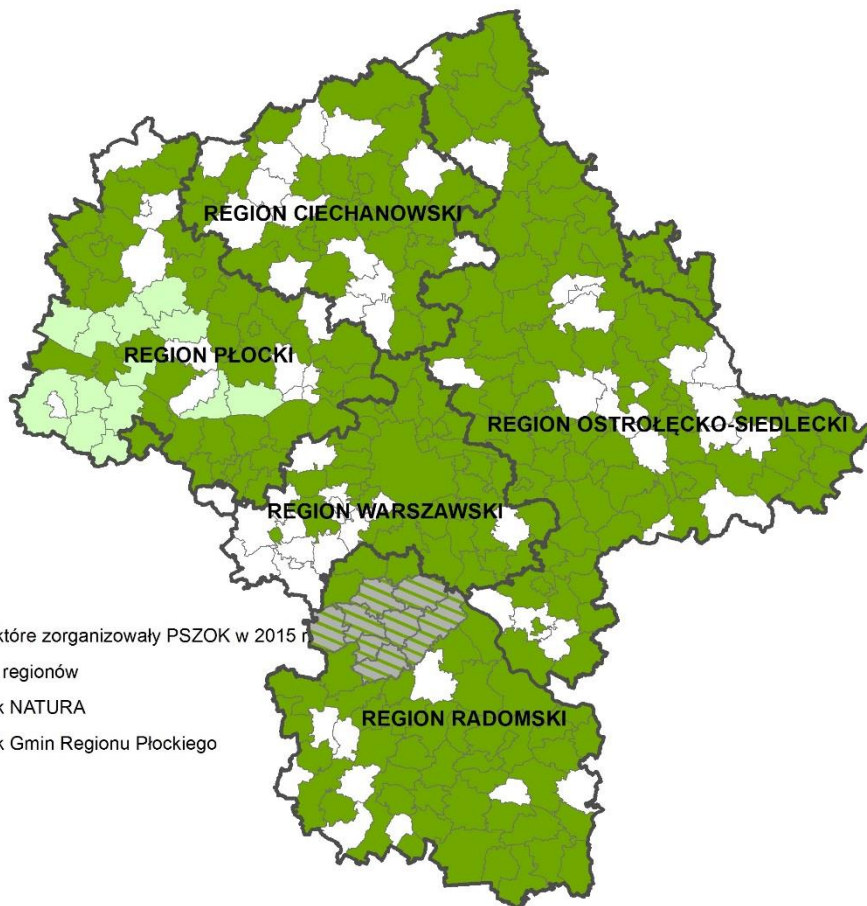 REGION CIECHANOWSKI
REGION PŁOCKI
REGION OSTROŁĘCKO-SIEDLECKI
REGION WARSZAWSKI
które zorganizowały PSZOK w 2015 r
regionów
k NATURA
k Gmin Regionu Płockiego
REGION RADOMSKI